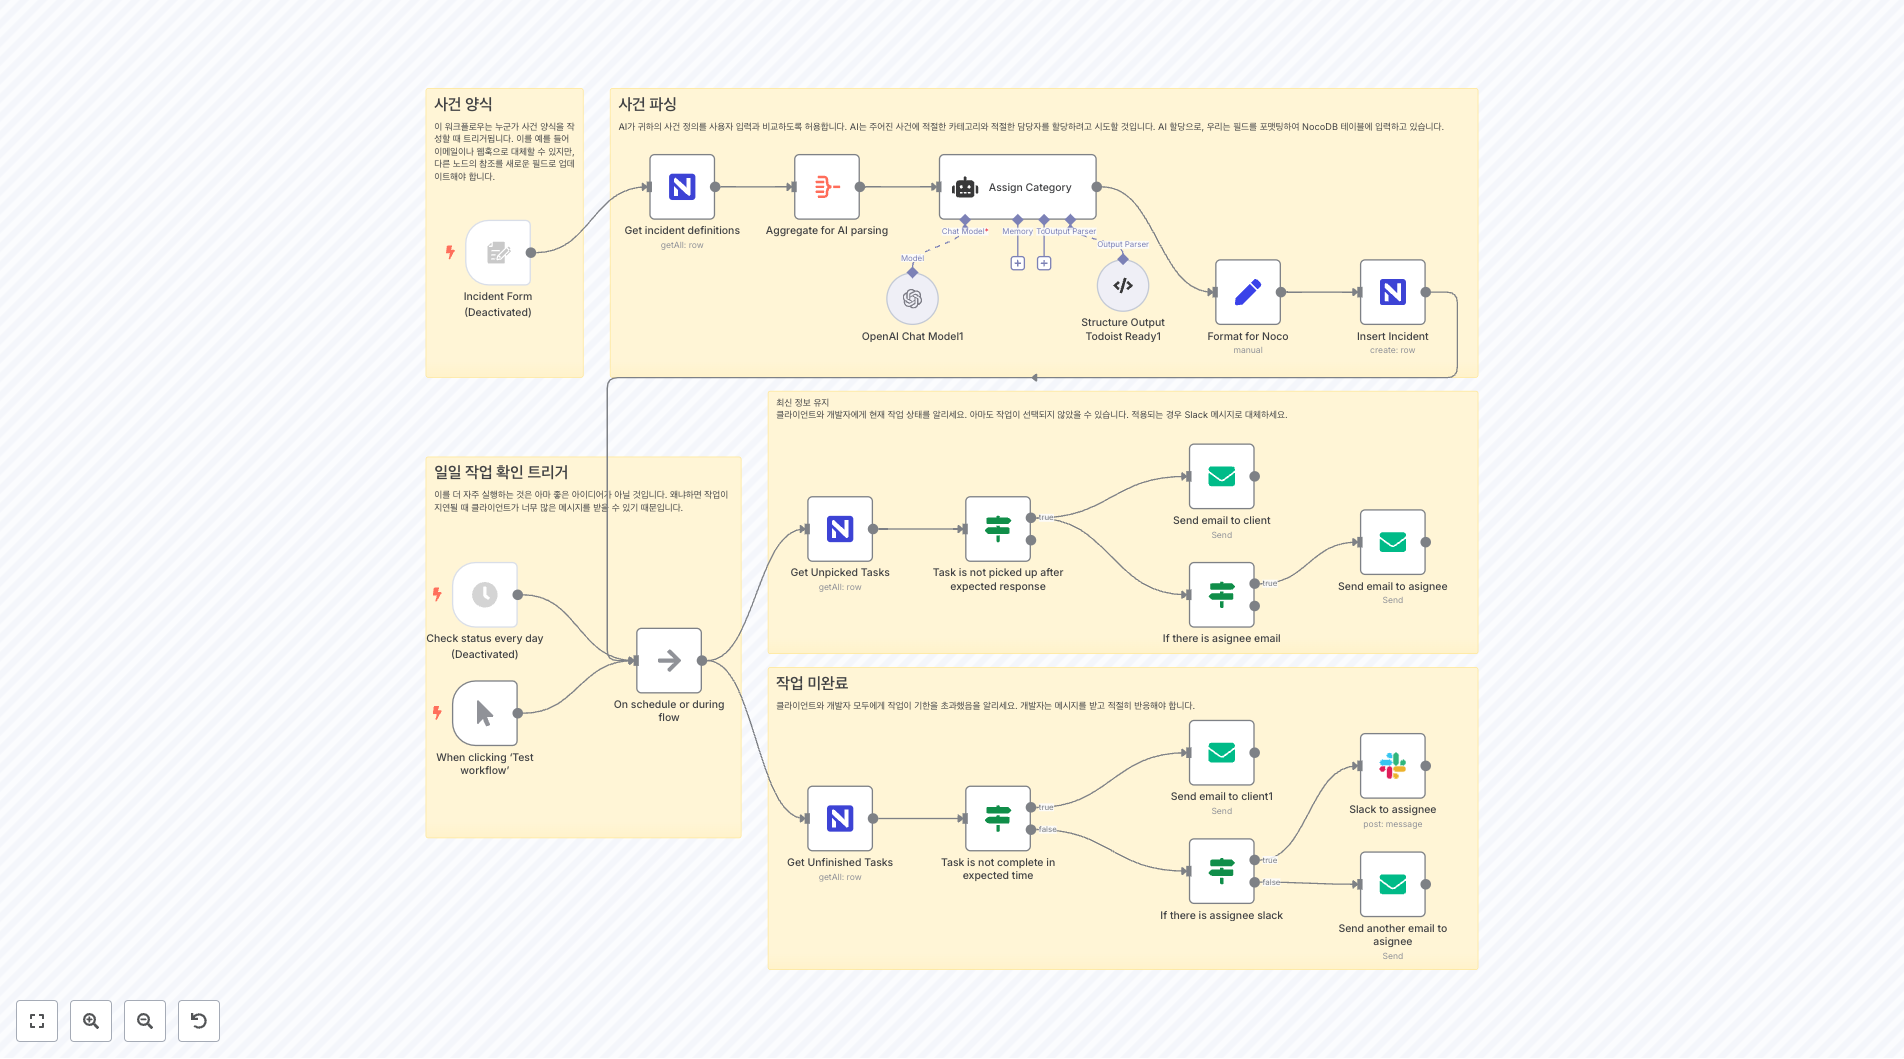 사건 양식
이 워크플로우는 누군가 사건 양식을 작
성할 때 트리거됩니다. 이를 예를 들어
이메일이나 웹훅으로 대체할 수 있지만,
다른 노드의 참조를 새로운 필드로 업데
이트해야 합니다.
Incident Form
(Deactivated)
사건 파싱
AI가 귀하의 사건 정의를 사용자 입력과 비교하도록 허용합니다. AI는 주어진 사건에 적절한 카테고리와 적절한 담당자를 할당하려고 시도할 것입니다. AI 할당으로, 우리는 필드를 포맷팅하여 NocoDB 테이블에 입력하고 있습니다.
Get incident definitions
getAll: row
Aggregate for AI parsing
Assign Category
Chat Model*
Memory
To
Output Parser
Model
Output Parser
OpenAI Chat Model1
Structure Output
Todoist Ready1
Format for Noco
manual
Insert Incident
create: row
최신 정보 유지
클라이언트와 개발자에게 현재 작업 상태를 알리세요. 아마도 작업이 선택되지 않았을 수 있습니다. 적용되는 경우 Slack 메시지로 대체하세요.
Get Unpicked Tasks
getAll: row
Task is not picked up after
expected response
true
Send email to client
Send
If there is asignee email
true
Send email to asignee
Send
일일 작업 확인 트리거
이를 더 자주 실행하는 것은 아마 좋은 아이디어가 아닐 것입니다. 왜냐하면 작업이
지연될 때 클라이언트가 너무 많은 메시지를 받을 수 있기 때문입니다.
Check status every day
(Deactivated)
When clicking ‘Test
workflow’
On schedule or during
flow
작업 미완료
클라이언트와 개발자 모두에게 작업이 기한을 초과했음을 알리세요. 개발자는 메시지를 받고 적절히 반응해야 합니다.
Get Unfinished Tasks
getAll: row
Task is not complete in
expected time
true
false
Send email to client1
Send
If there is assignee slack
true
false
Slack to assignee
post: message
Send another email to
asignee
Send